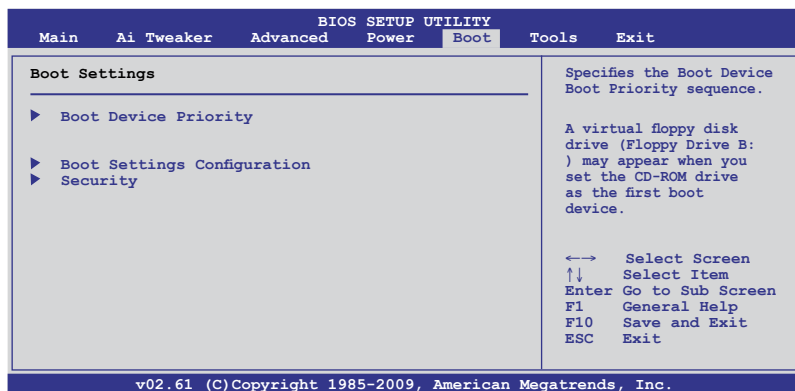 BIOS SETUP UTILITY
Main Ai Tweaker Advanced Power Boot Tools Exit
Boot Settings
Boot Device Priority
Boot Settings Configuration
Security
Specifies the Boot Device
Boot Priority sequence.
A virtual floppy disk
drive (Floppy Drive B:
) may appear when you
set the CD-ROM drive
as the first boot
device.
←→ Select Screen
↑↓ Select Item
Enter Go to Sub Screen
F1 General Help
F10 Save and Exit
ESC Exit
v02.61 (C)Copyright 1985-2009, American Megatrends, Inc.